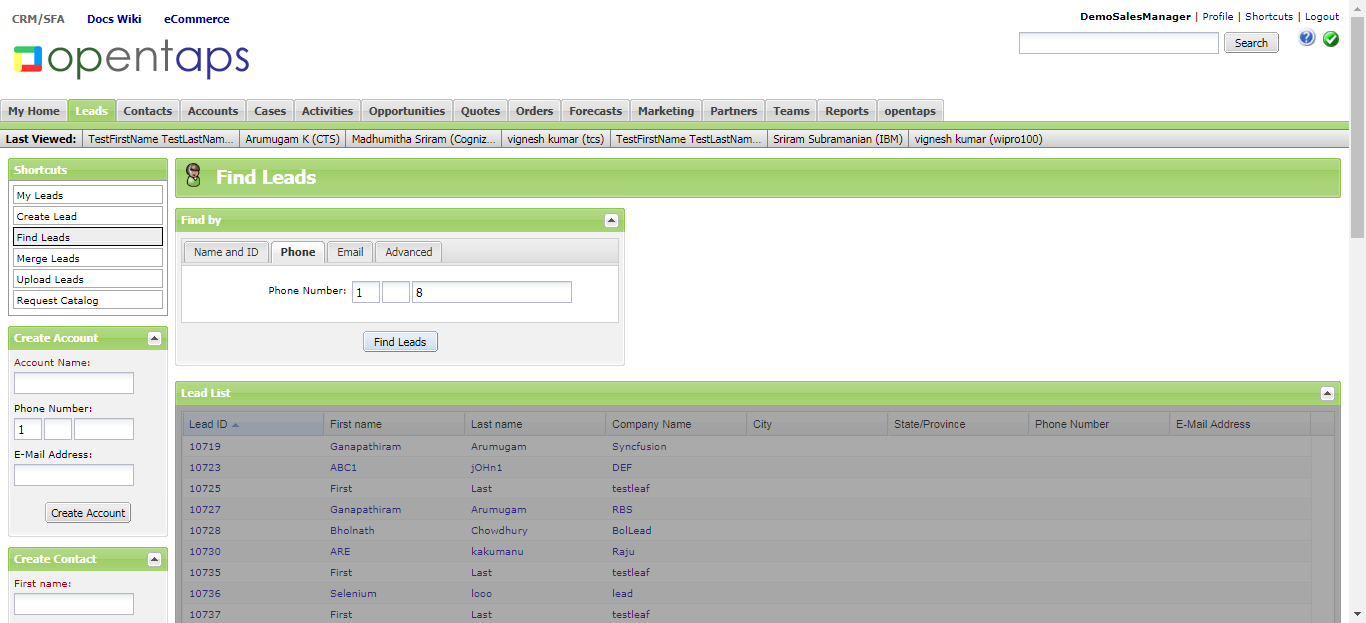 CRM/SFA Docs Wiki eCommerce
DemoSalesManager | Profile | Shortcuts | Logout
opentaps
Search
My Home Leads Contacts Accounts Cases Activities Opportunities Quotes Orders Forecasts Marketing Partners Teams Reports opentaps
Last Viewed: TestFirstName TestLastNam... Arumugam K (CTS) Madhumitha Sriram (Cogniz... vignesh kumar (tcs) TestFirstName TestLastNam... Sriram Subramanian (IBM) vignesh kumar (wipro100)
Shortcuts
My Leads
Create Lead
Find Leads
Merge Leads
Upload Leads
Request Catalog
Create Account
Account Name:
Phone Number:
1
E-Mail Address:
Create Account
Create Contact
First name:
Find Leads
Find by
Name and ID Phone Email Advanced
Phone Number: 1 8
Find Leads
Lead List
Lead ID First name Last name Company Name City State/Province Phone Number E-Mail Address
10719 Ganapathiram Arumugam Syncfusion
10723 ABC1 jOHn1 DEF
10725 First Last testleaf
10727 Ganapathiram Arumugam RBS
10728 Bholnath Chowdhury BolLead
10730 ARE kakumanu Raju
10735 First Last testleaf
10736 Selenium looo lead
10737 First Last testleaf